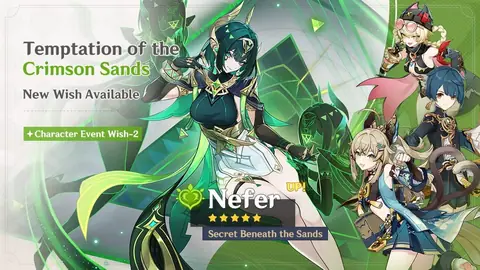 Temptation of the
Crimson Sands
New Wish Available
Character Event Wish-2
UP!
Nefer
Secret Beneath the Sands